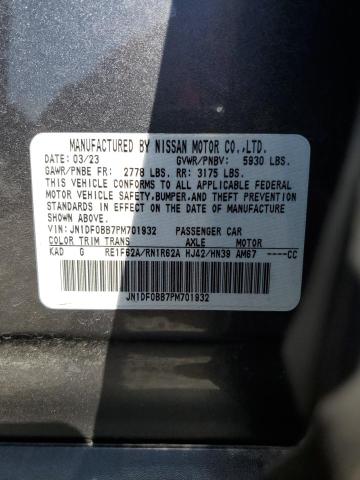 MANUFACTURED BY NISSAN MOTOR CO.,LTD.
DATE: 03/23 GVWR/PNBV: 5930 LBS.
GAWR/PNBE FR: 2778 LBS. RR: 3175 LBS.
THIS VEHICLE CONFORMS TO ALL APPLICABLE FEDERAL
MOTOR VEHICLE SAFETY,BUMPER,AND THEFT PREVENTION
STANDARDS IN EFFECT ON THE DATE OF MANUFACTURE
SHOWN ABOVE.
VIN: JN1DF0BB7PM701932 PASSENGER CAR
COLOR TRIM TRANS AXLE MOTOR
KAD G RE1F62A/RN1R62A HJ42/HN39 AM67 ----CC
JN1DF0BB7PM701932